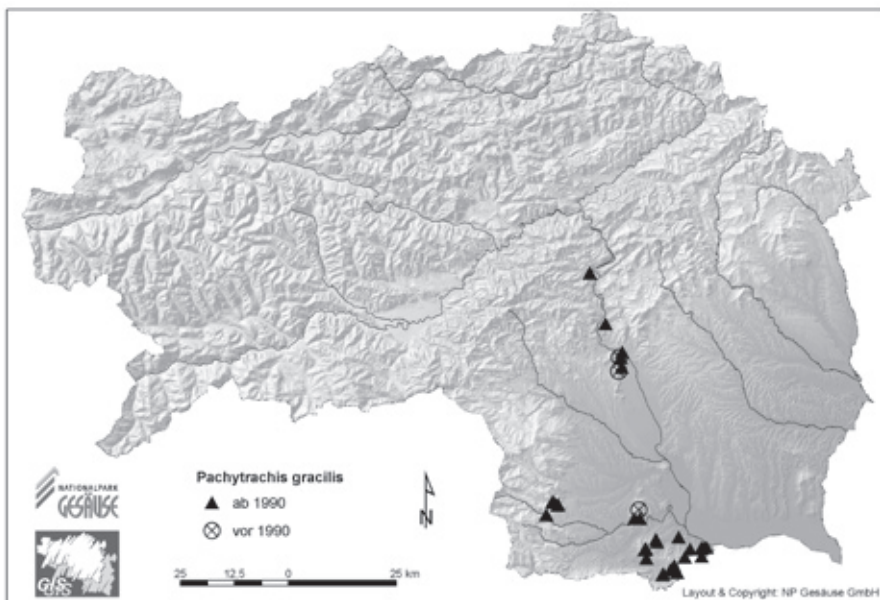 NATIONALPARK
GESÄUSE
Pachytrachis gracilis
ab 1990
vor 1990
N
25 12,5 0 25 km
Layout & Copyright: NP Gesäuse GmbH